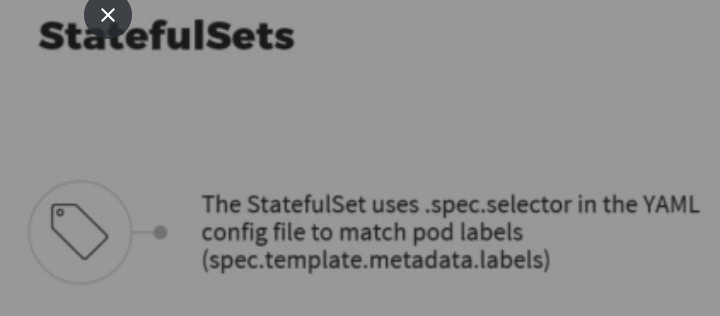 StatefulSets
The StatefulSet uses .spec.selector in the YAML
config file to match pod labels
(spec.template.metadata.labels)